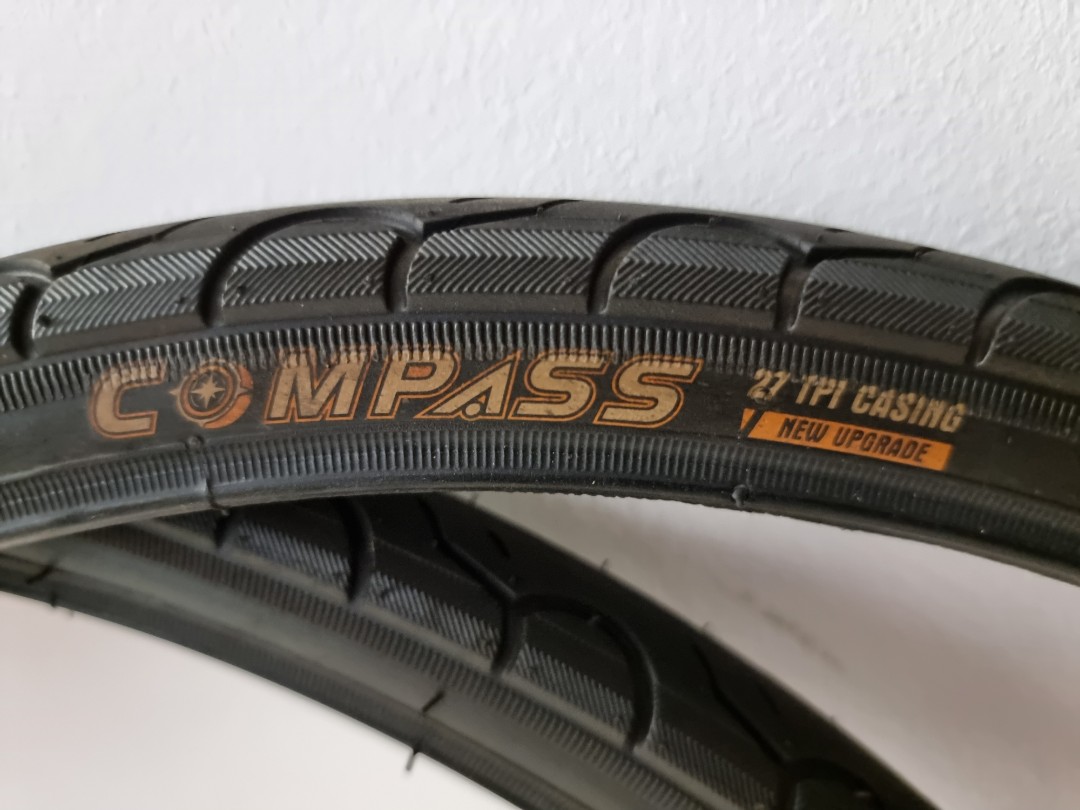 COMPASS
27 TPI CASING
NEW UPGRADE